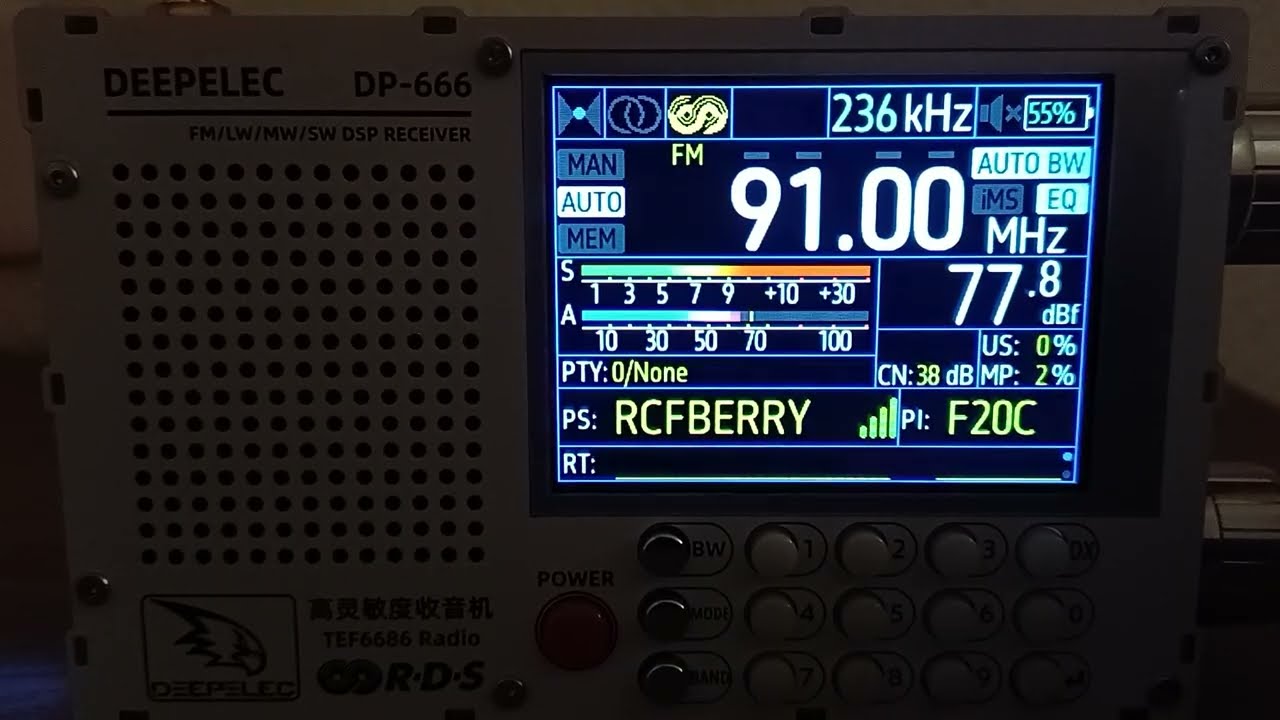 DEEPELEC DP-666
FM/LW/MW/SW DSP RECEIVER
236 kHz 55%
FM
MAN
AUTO
MEM
91.00 MHz
AUTO BW
iMS EQ
S
1 3 5 7 9 +10 +30
A
10 30 50 70 100
77.8 dBf
US: 0%
CN: 38 dB MP: 2%
PTY: 0/None
PS: RCFBERRY PI: F20C
RT:
BW 1 2 3 DX
MODE 4 5 6 0
BAND 7 8 9
POWER
高灵敏度收音机
TEF6686 Radio
R·D·S
DEEPELEC